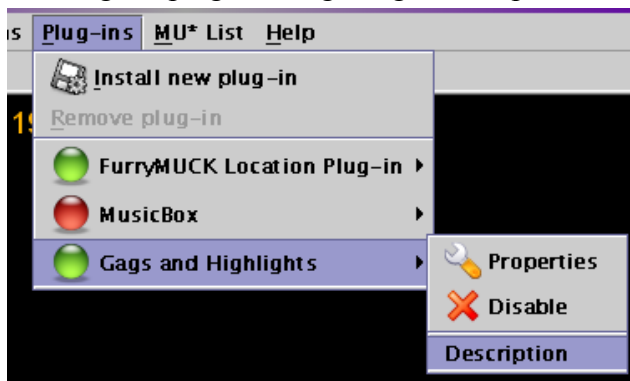 Plug-ins MU* List Help
Install new plug-in
Remove plug-in
FurryMUCK Location Plug-in
MusicBox
Gags and Highlights
Properties
Disable
Description